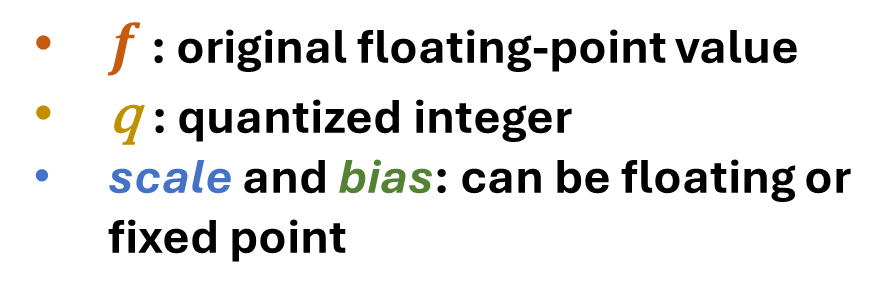 • f : original floating-point value
• q : quantized integer
• scale and bias: can be floating or
fixed point